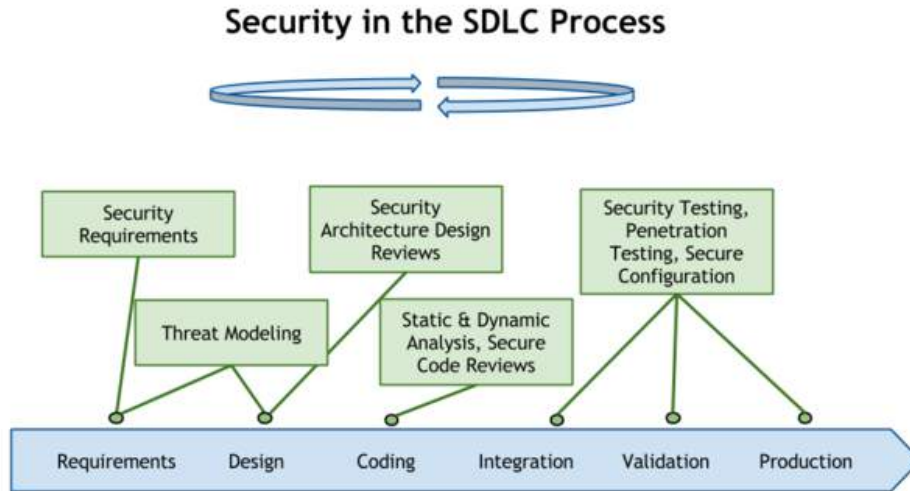 Security in the SDLC Process
Security
Requirements
Security
Architecture Design
Reviews
Security Testing,
Penetration
Testing, Secure
Configuration
Threat Modeling
Static & Dynamic
Analysis, Secure
Code Reviews
Requirements
Design
Coding
Integration
Validation
Production